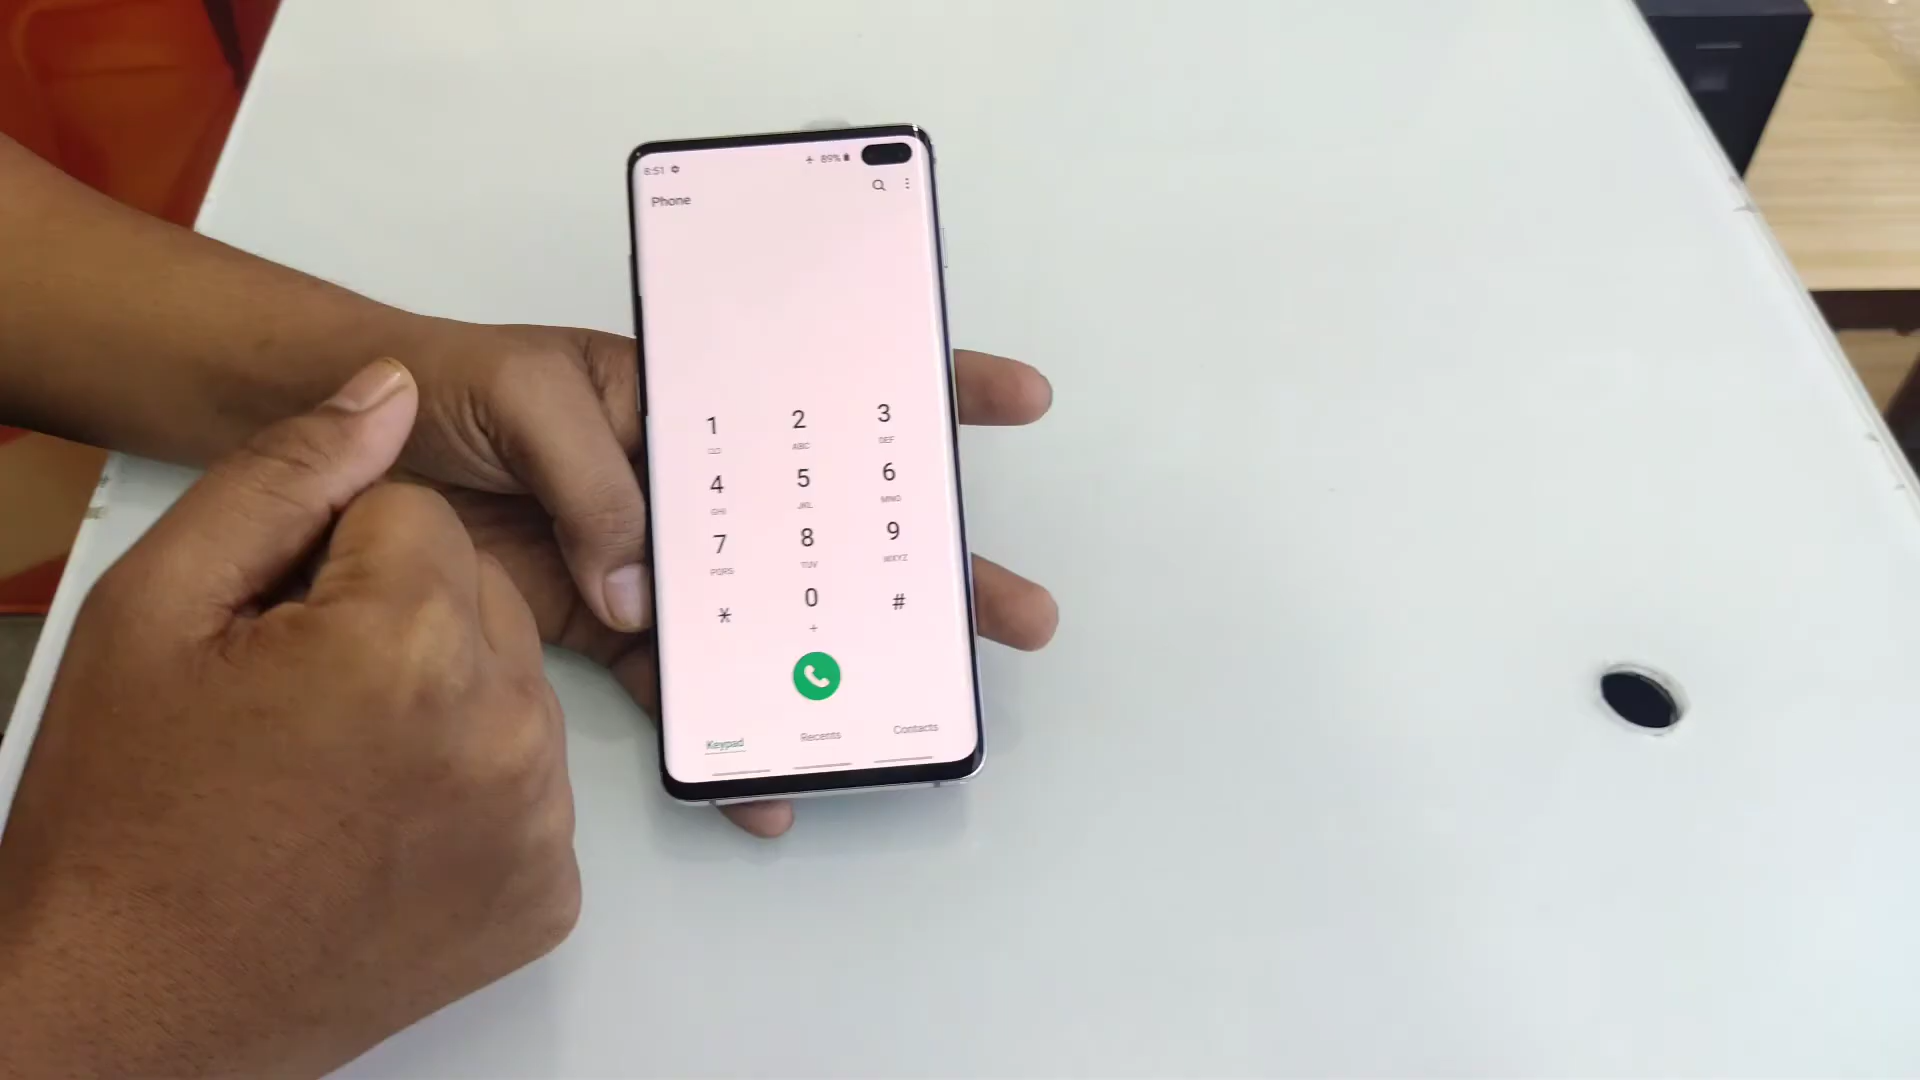 8:51 89%
Phone
1 2 3
ABC DEF
4 5 6
GHI JKL MNO
7 8 9
PQRS TUV WXYZ
* 0 #
+
Keypad Recents Contacts